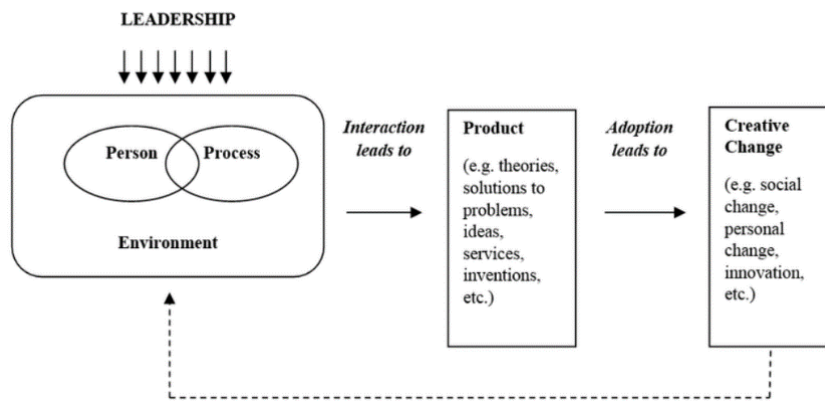 LEADERSHIP
Person
Process
Environment
Interaction
leads to
Product
(e.g. theories,
solutions to
problems,
ideas,
services,
inventions,
etc.)
Adoption
leads to
Creative
Change
(e.g. social
change,
personal
change,
innovation,
etc.)